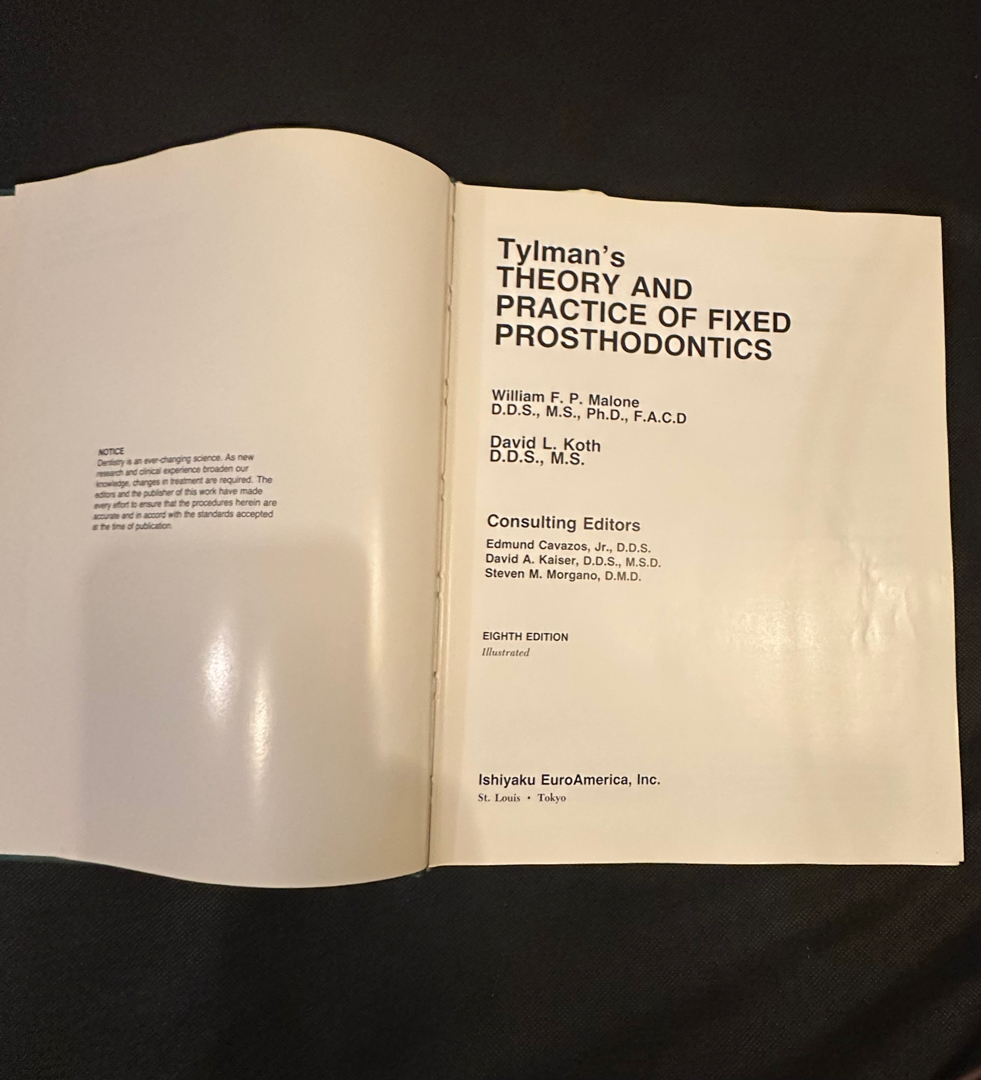 NOTICE
Dentistry is an ever-changing science. As new
research and clinical experience broaden our
knowledge, changes in treatment are required. The
editors and the publisher of this work have made
every effort to ensure that the procedures herein are
accurate and in accord with the standards accepted
at the time of publication.
Tylman's
THEORY AND
PRACTICE OF FIXED
PROSTHODONTICS
William F. P. Malone
D.D.S., M.S., Ph.D., F.A.C.D
David L. Koth
D.D.S., M.S.
Consulting Editors
Edmund Cavazos, Jr., D.D.S.
David A. Kaiser, D.D.S., M.S.D.
Steven M. Morgano, D.M.D.
EIGHTH EDITION
Illustrated
Ishiyaku EuroAmerica, Inc.
St. Louis • Tokyo